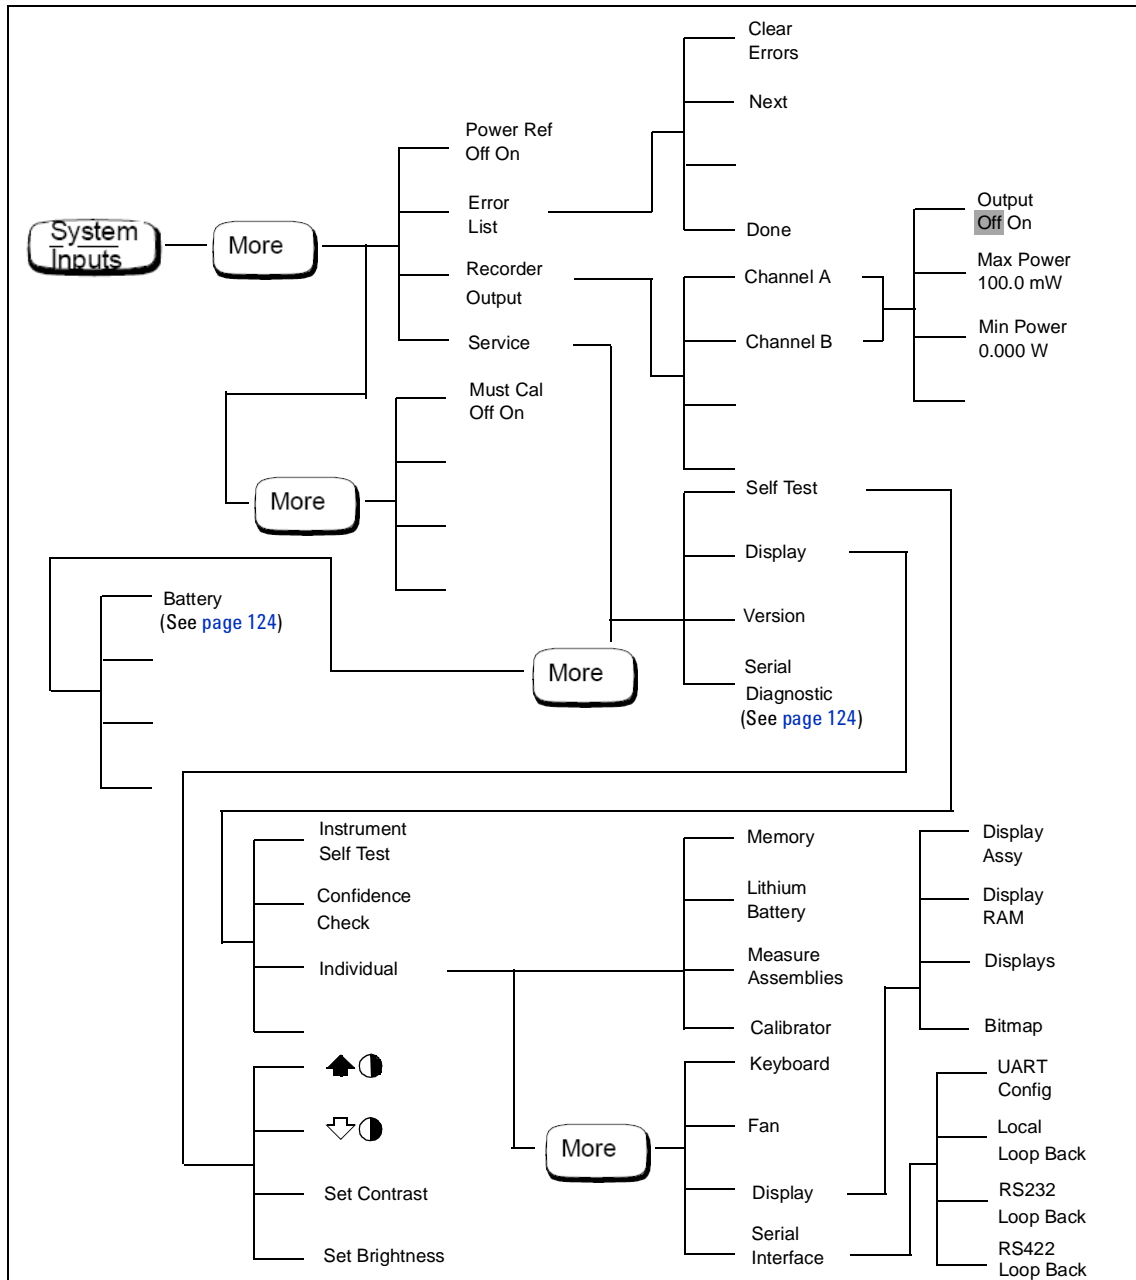 Clear
Errors
Next
Done
Power Ref
Off On
Error
List
Recorder
Output
Service
System
Inputs
More
Channel A
Channel B
Output
Off On
Max Power
100.0 mW
Min Power
0.000 W
Must Cal
Off On
More
Self Test
Display
Version
Serial
Diagnostic
(See page 124)
Battery
(See page 124)
More
Instrument
Self Test
Confidence
Check
Individual
Memory
Lithium
Battery
Measure
Assemblies
Calibrator
Display
Assy
Display
RAM
Displays
Bitmap
Set Contrast
Set Brightness
More
Keyboard
Fan
Display
Serial
Interface
UART
Config
Local
Loop Back
RS232
Loop Back
RS422
Loop Back